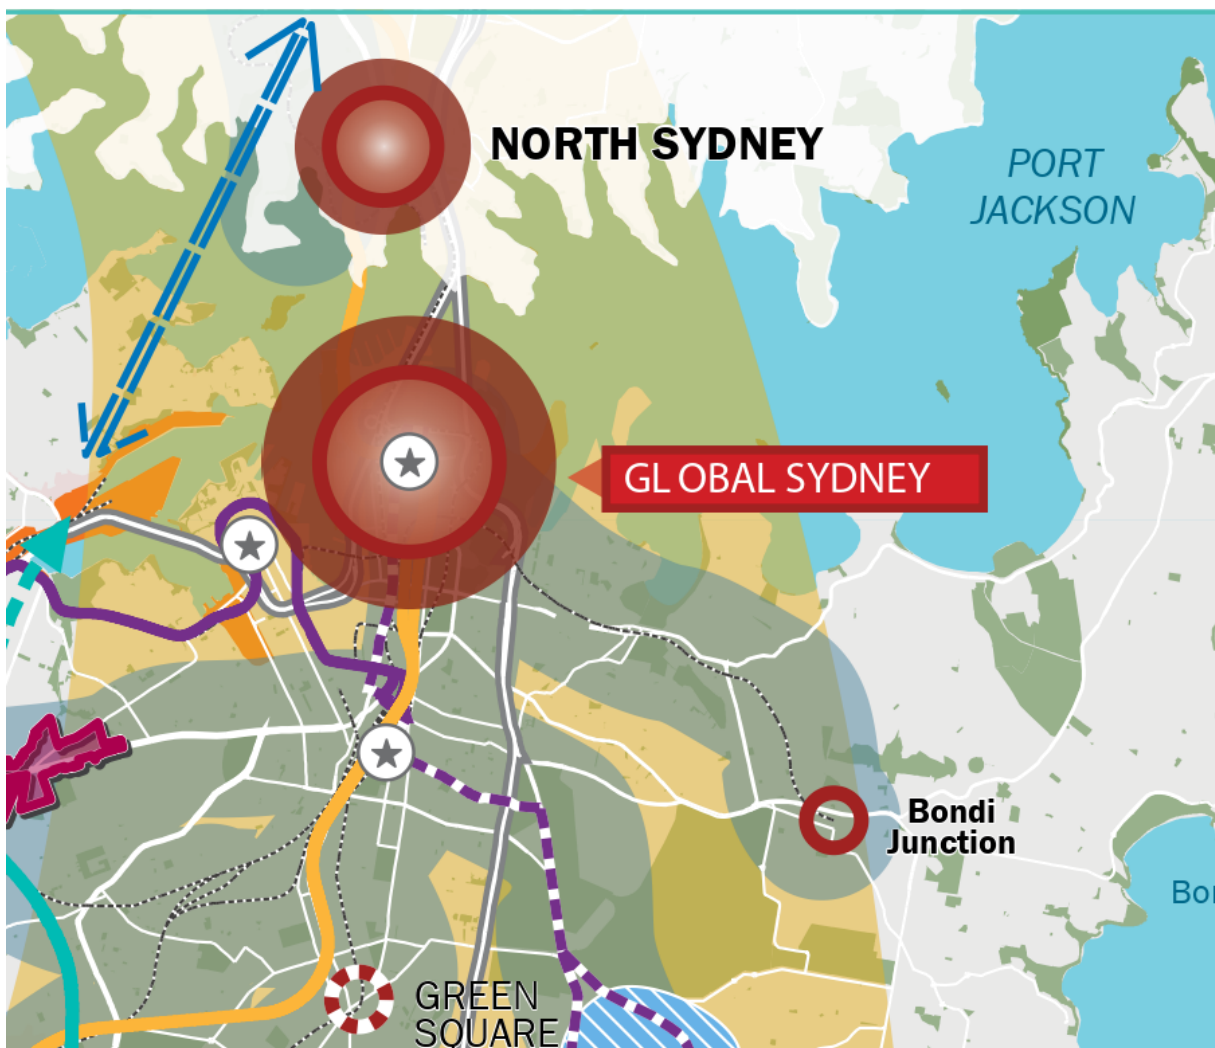 NORTH SYDNEY
PORT
JACKSON
GL OBAL SYDNEY
Bondi
Junction
GREEN
SQUARE